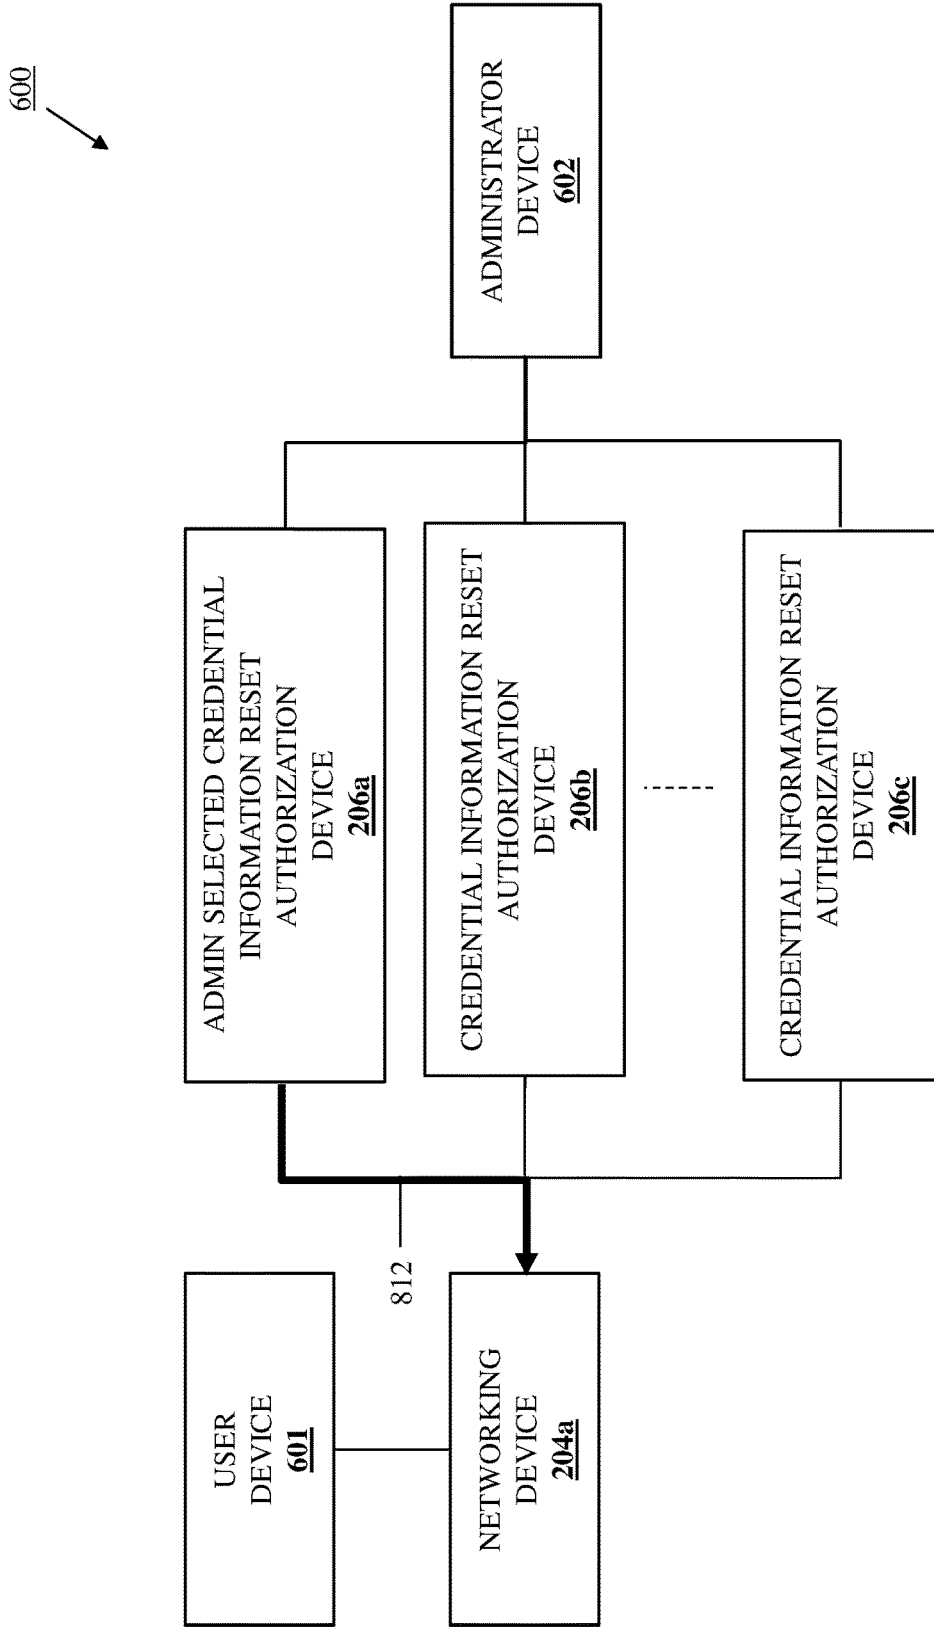 600
USER
DEVICE
601
NETWORKING
DEVICE
204a
812
ADMIN SELECTED CREDENTIAL
INFORMATION RESET
AUTHORIZATION
DEVICE
206a
CREDENTIAL INFORMATION RESET
AUTHORIZATION
DEVICE
206b
CREDENTIAL INFORMATION RESET
AUTHORIZATION
DEVICE
206c
ADMINISTRATOR
DEVICE
602